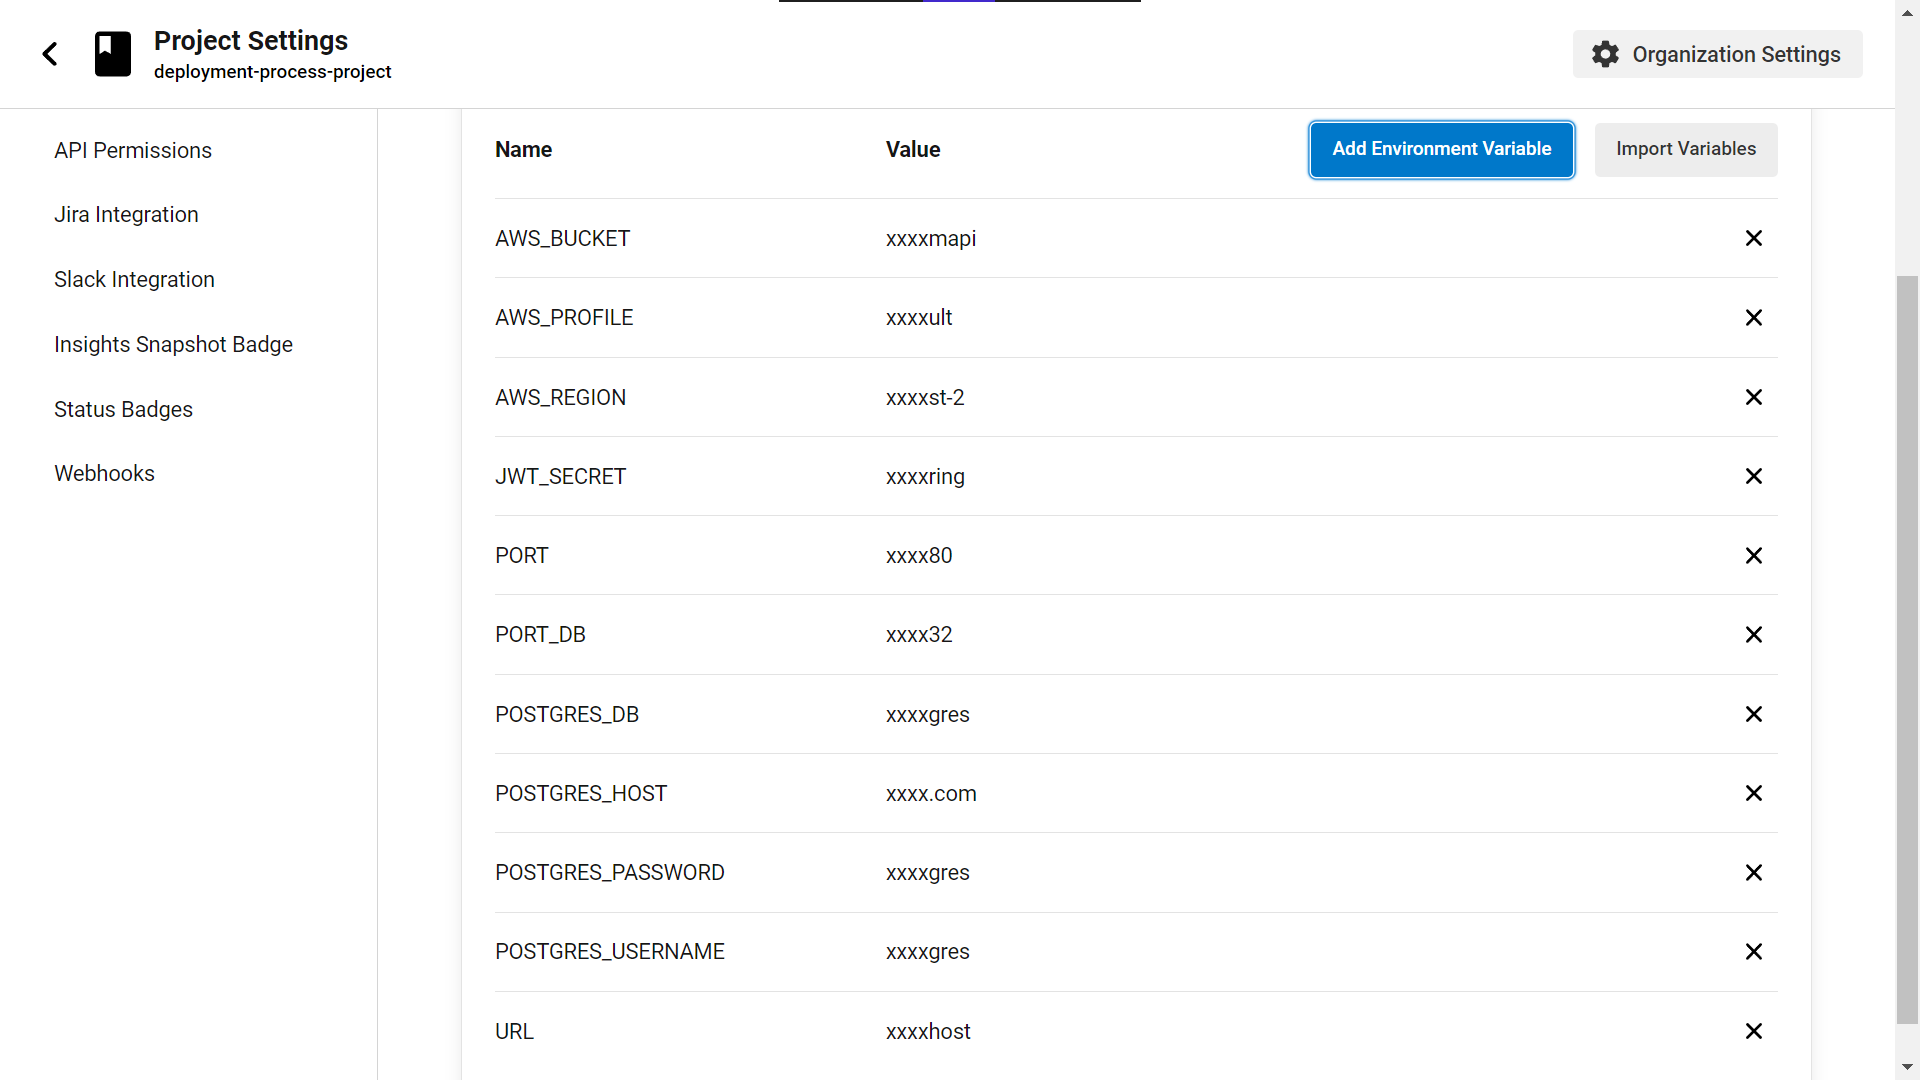 Project Settings
deployment-process-project
Organization Settings
API Permissions
Jira Integration
Slack Integration
Insights Snapshot Badge
Status Badges
Webhooks
Name Value Add Environment Variable Import Variables
AWS_BUCKET xxxxmapi
AWS_PROFILE xxxxult
AWS_REGION xxxxst-2
JWT_SECRET xxxxring
PORT xxxx80
PORT_DB xxxx32
POSTGRES_DB xxxxgres
POSTGRES_HOST xxxx.com
POSTGRES_PASSWORD xxxxgres
POSTGRES_USERNAME xxxxgres
URL xxxxhost